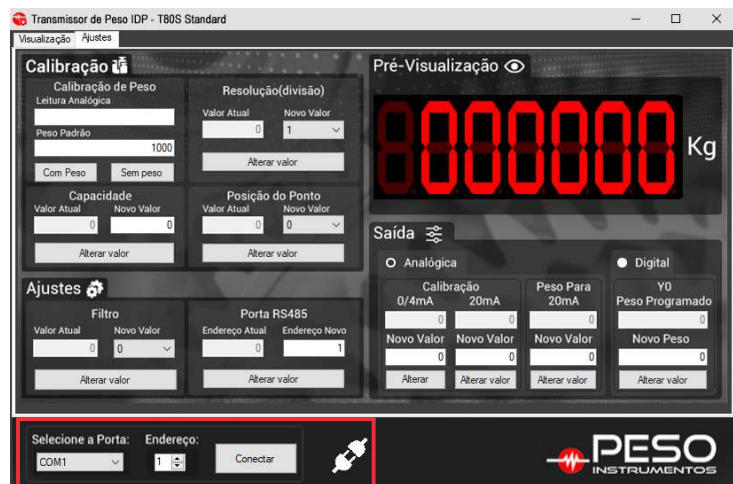 Transmissor de Peso IDP - T80S Standard
Visualização Ajustes
Calibração
Calibração de Peso
Leitura Analógica
Peso Padrão
1000
Com Peso Sem peso
Resolução(divisão)
Valor Atual Novo Valor
0 1
Alterar valor
Capacidade
Valor Atual Novo Valor
0 0
Alterar valor
Posição do Ponto
Valor Atual Novo Valor
0 0
Alterar valor
Ajustes
Filtro
Valor Atual Novo Valor
0 0
Alterar valor
Porta RS485
Endereço Atual Endereço Novo
0 1
Alterar valor
Pré-Visualização
000000 Kg
Saída
Analógica
Calibração
0/4mA 20mA
0 0
Novo Valor Novo Valor
0 0
Alterar Alterar valor
Peso Para
20mA
0
Novo Valor
0
Alterar valor
Digital
Y0
Peso Programado
0
Novo Peso
0
Alterar valor
Selecione a Porta: Endereço:
COM1 1 Conectar
PESO
INSTRUMENTOS